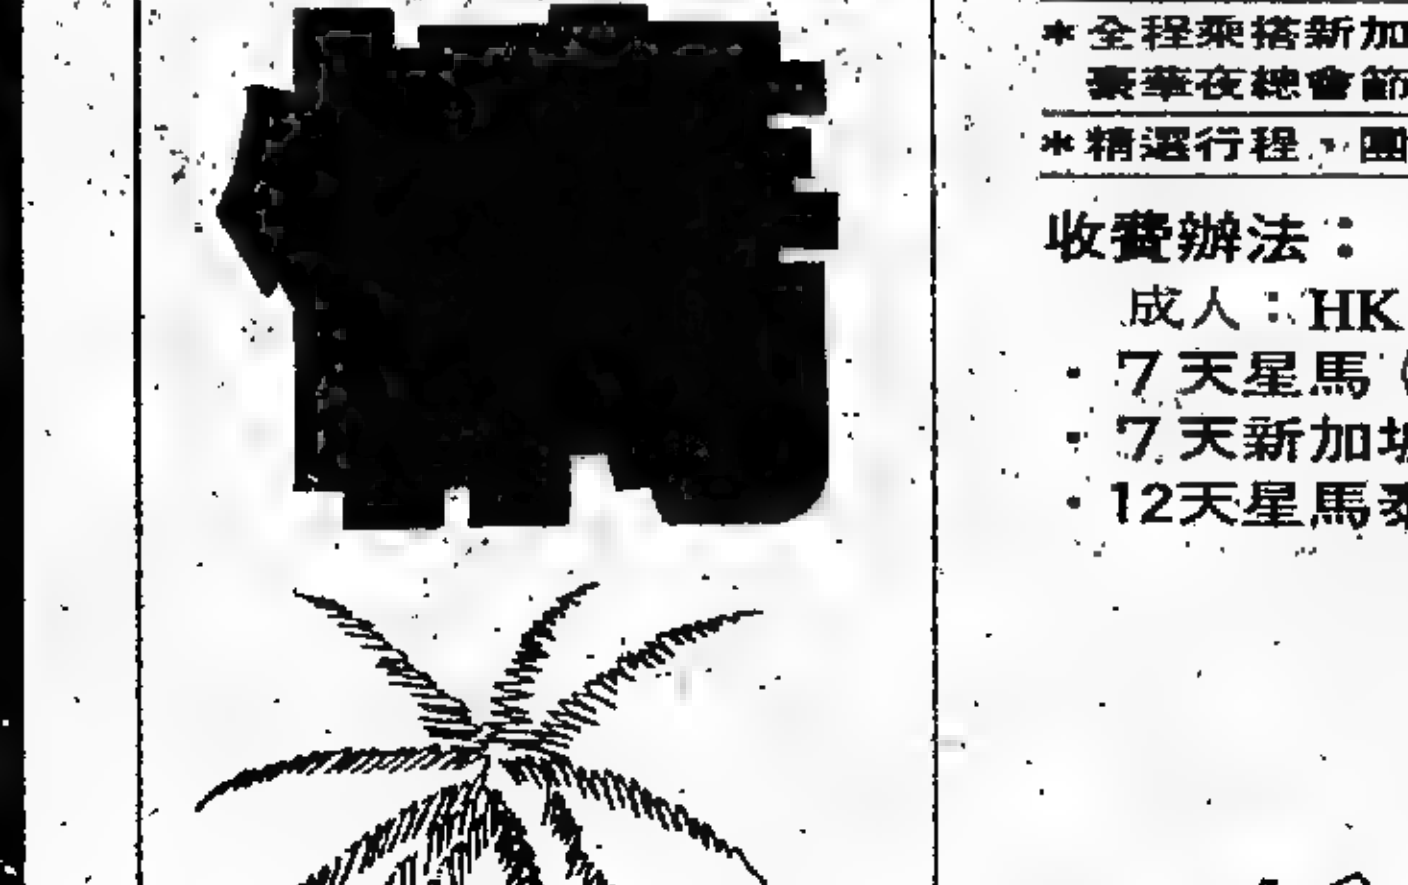 *全程乘搭新加
豪華夜總會節
*精選行程,團
收費辦法:
成人:HK
· 7天星馬(
· 7天新加坡
· 12天星馬泰